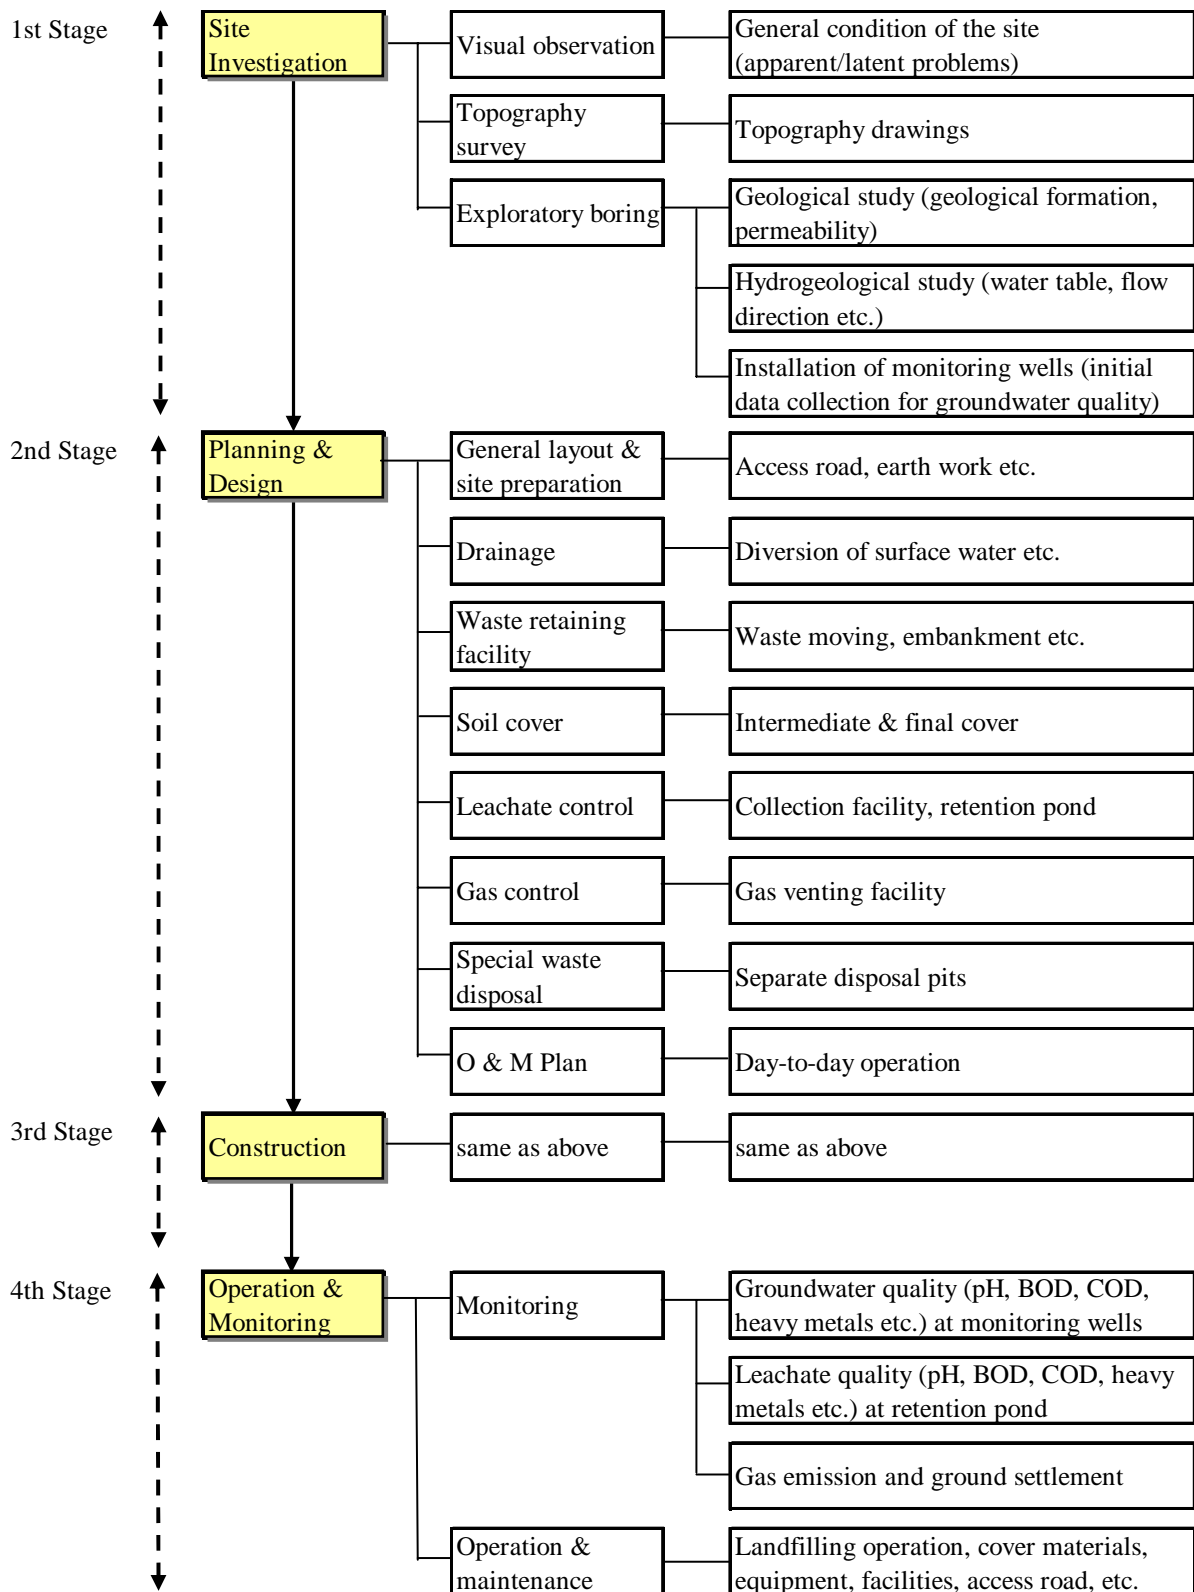 1st Stage
Site
Investigation
Visual observation
General condition of the site
(apparent/latent problems)
Topography
survey
Topography drawings
Exploratory boring
Geological study (geological formation,
permeability)
Hydrogeological study (water table, flow
direction etc.)
Installation of monitoring wells (initial
data collection for groundwater quality)
2nd Stage
Planning &
Design
General layout &
site preparation
Access road, earth work etc.
Drainage
Diversion of surface water etc.
Waste retaining
facility
Waste moving, embankment etc.
Soil cover
Intermediate & final cover
Leachate control
Collection facility, retention pond
Gas control
Gas venting facility
Special waste
disposal
Separate disposal pits
O & M Plan
Day-to-day operation
3rd Stage
Construction
same as above
same as above
4th Stage
Operation &
Monitoring
Monitoring
Groundwater quality (pH, BOD, COD,
heavy metals etc.) at monitoring wells
Leachate quality (pH, BOD, COD, heavy
metals etc.) at retention pond
Gas emission and ground settlement
Operation &
maintenance
Landfilling operation, cover materials,
equipment, facilities, access road, etc.